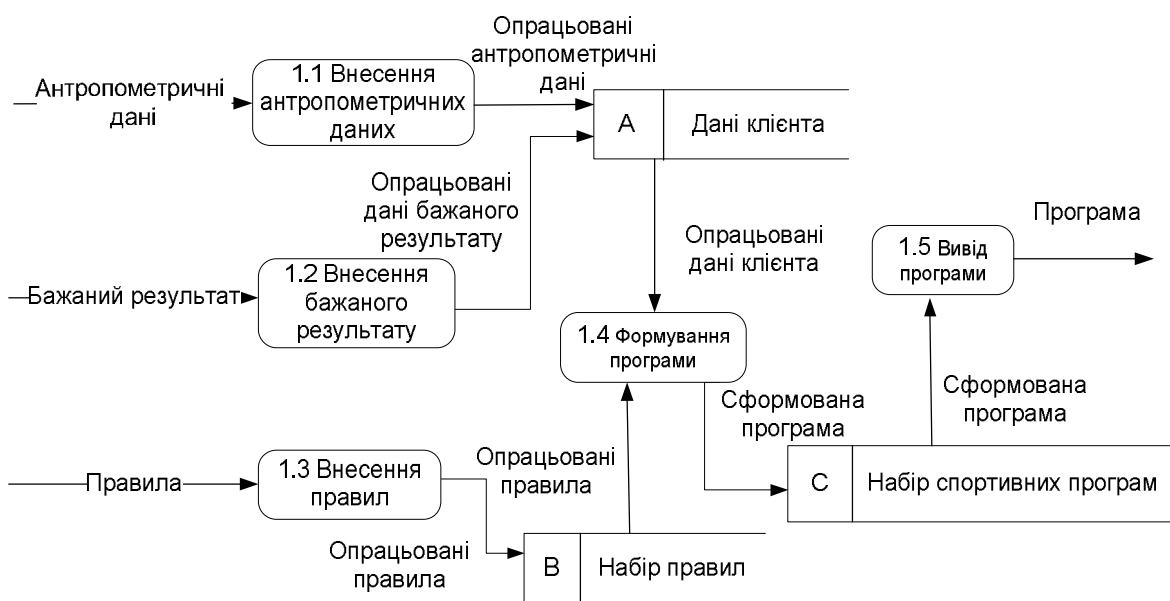 Опрацьовані
антропометричні
дані
Антропометричні
дані
1.1 Внесення
антропометричних
даних
A
Дані клієнта
Опрацьовані
дані бажаного
результату
Опрацьовані
дані клієнта
Програма
1.5 Вивід
програми
Бажаний результат
1.2 Внесення
бажаного
результату
1.4 Формування
програми
Сформована
програма
Сформована
програма
Правила
1.3 Внесення
правил
Опрацьовані
правила
C
Набір спортивних програм
Опрацьовані
правила
B
Набір правил